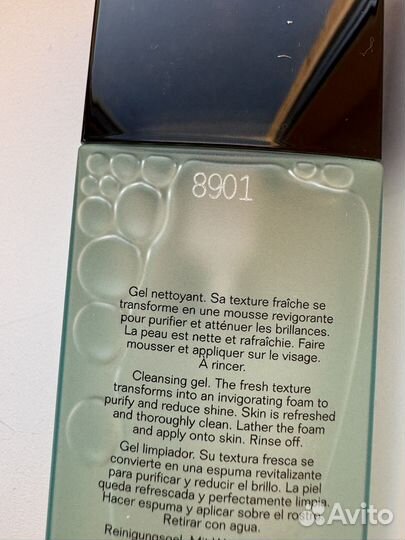 8901
Gel nettoyant. Sa texture fraîche se
transforme en une mousse revigorante
pour purifier et atténuer les brillances.
La peau est nette et rafraîchie. Faire
mousser et appliquer sur le visage.
A rincer.
Cleansing gel. The fresh texture
transforms into an invigorating foam to
purify and reduce shine. Skin is refreshed
and thoroughly clean. Lather the foam
and apply onto skin. Rinse off.
Gel limpiador. Su textura fresca se
convierte en una espuma revitalizante
para purificar y reducir el brillo. La piel
queda refrescada y perfectamente limpia.
Hacer espuma y aplicar sobre el rostro.
Retirar con agua.
Reinigungsgel. Mit
Avito